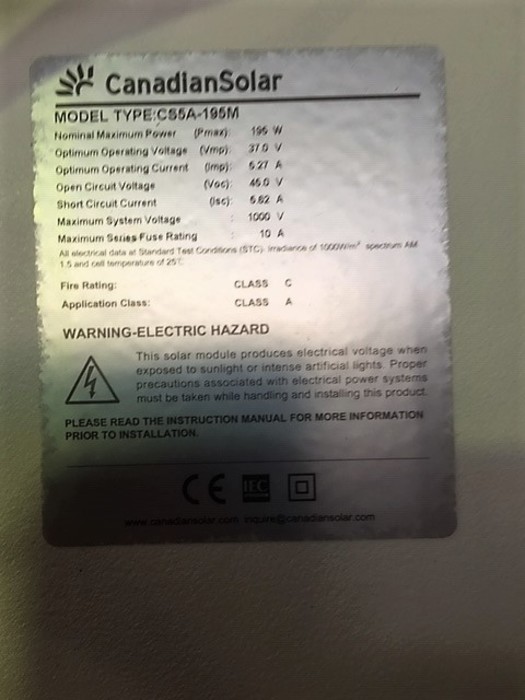 CanadianSolar
MODEL TYPE:CS5A-195M
Nominal Maximum Power (Pmax): 195 W
Optimum Operating Voltage (Vmp): 37.0 V
Optimum Operating Current (Imp): 5.27 A
Open Circuit Voltage (Voc): 45.0 V
Short Circuit Current (Isc): 5.62 A
Maximum System Voltage : 1000 V
Maximum Series Fuse Rating : 10 A
All electrical data at Standard Test Conditions (STC): Irradiance of 1000W/m² spectrum AM
1.5 and cell temperature of 25℃
Fire Rating: CLASS C
Application Class: CLASS A
WARNING-ELECTRIC HAZARD
This solar module produces electrical voltage when
exposed to sunlight or intense artificial lights. Proper
precautions associated with electrical power systems
must be taken while handling and installing this product.
PLEASE READ THE INSTRUCTION MANUAL FOR MORE INFORMATION
PRIOR TO INSTALLATION.
CE IEC
www.canadiansolar.com inquire@canadiansolar.com